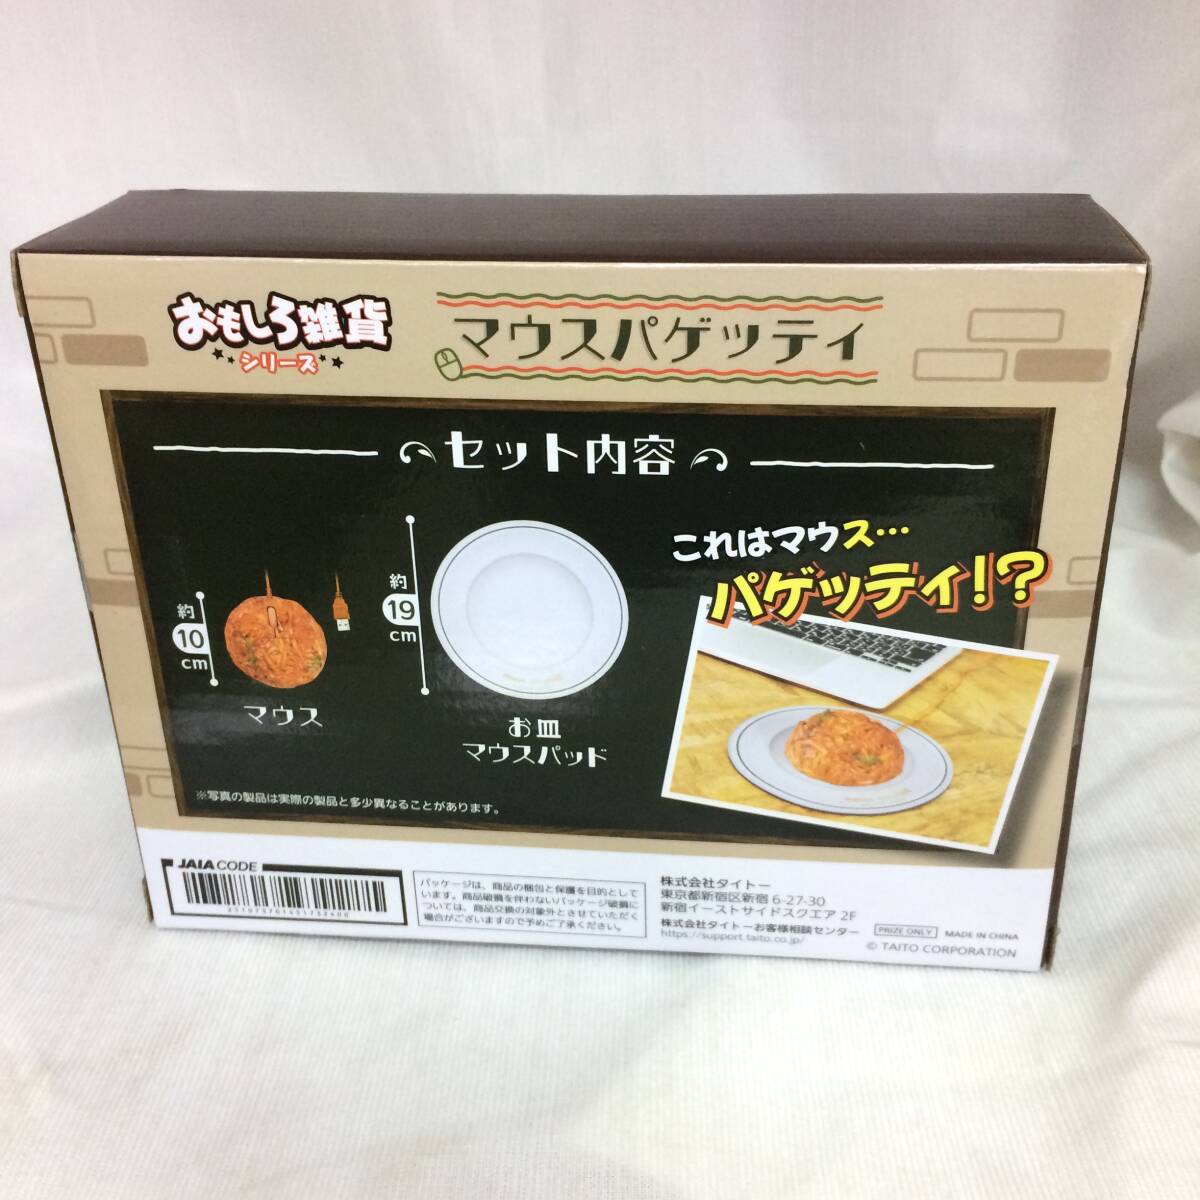 おもしろ雑貨
シリーズ
マウスパゲッティ
セット内容
これはマウス…
パゲッティ!?
約
10
cm
マウス
約
19
cm
お皿
マウスパッド
※写真の製品は実際の製品と多少異なることがあります。
JAIA CODE
パッケージは、商品の梱包と保護を目的として
います。商品破損を伴わないパッケージ破損に
ついては、商品交換の対象外とさせていただく
場合がございますので予めご了承ください。
株式会社タイトー
東京都新宿区新宿 6-27-30
新宿イーストサイドスクエア 2F
株式会社タイトーお客様相談センター
https://support.taito.co.jp/
PRIZE ONLY MADE IN CHINA
© TAITO CORPORATION